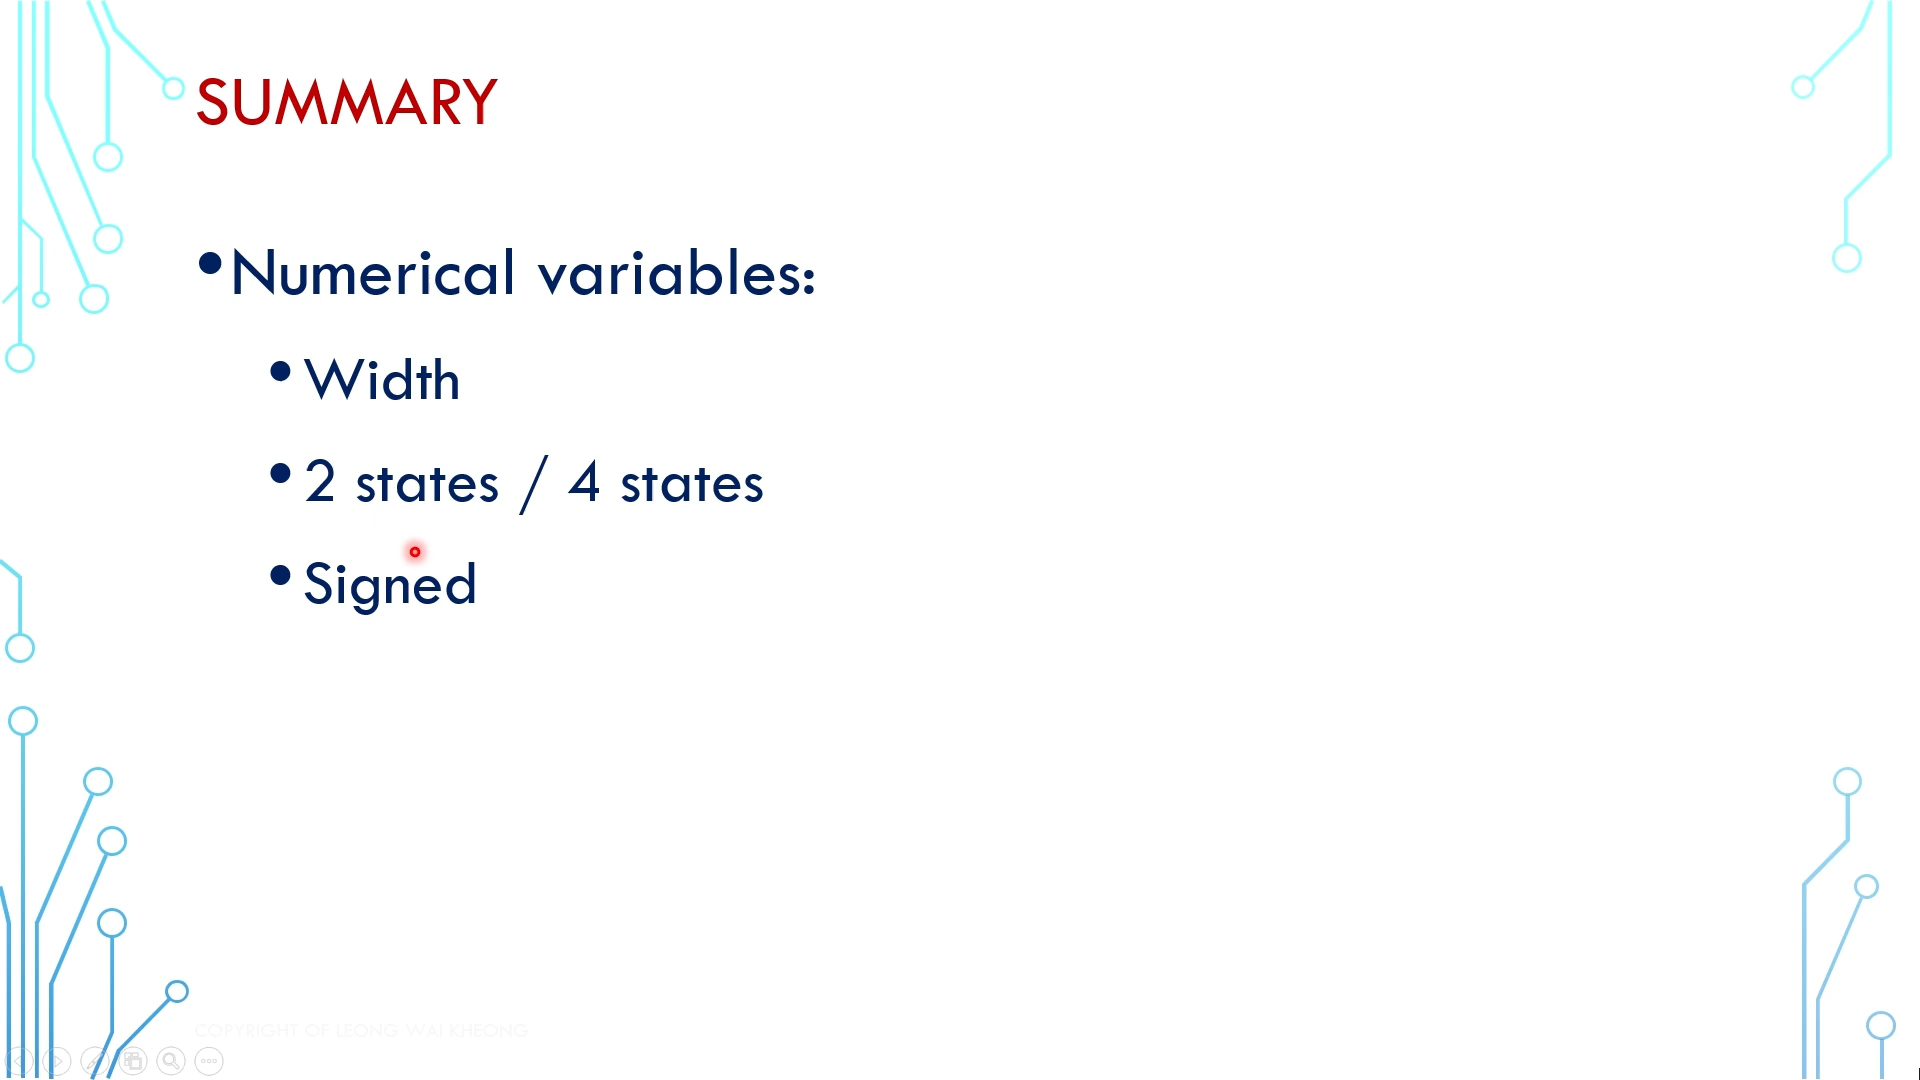 SUMMARY
•Numerical variables:
• Width
• 2 states / 4 states
• Signed
COPYRIGHT OF LEONG WAI KHEONG